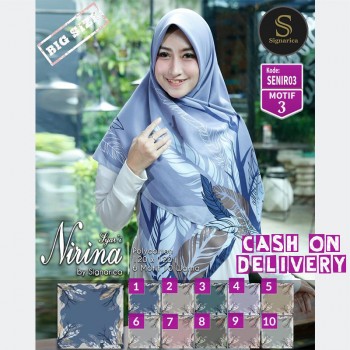 BIG SIZE
S
Signarica
Kode:
SENIR03
MOTIF
3
Syar'i
Nirina
by Signarica
CASH ON
DELIVERY
1 2 3 4 5
6 7 8 9 10